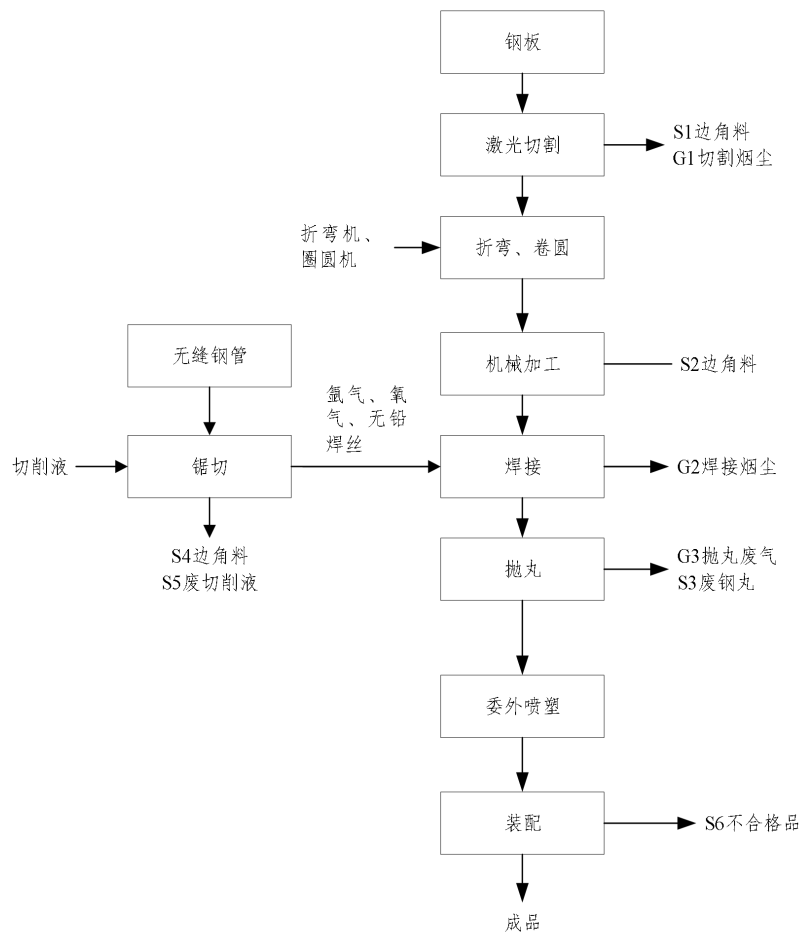 钢板
激光切割
S1边角料
G1切割烟尘
折弯机、
圈圆机
折弯、卷圆
无缝钢管
机械加工
S2边角料
氩气、氧
气、无铅
焊丝
切削液
锯切
焊接
G2焊接烟尘
S4边角料
S5废切削液
抛丸
G3抛丸废气
S3废钢丸
委外喷塑
装配
S6不合格品
成品